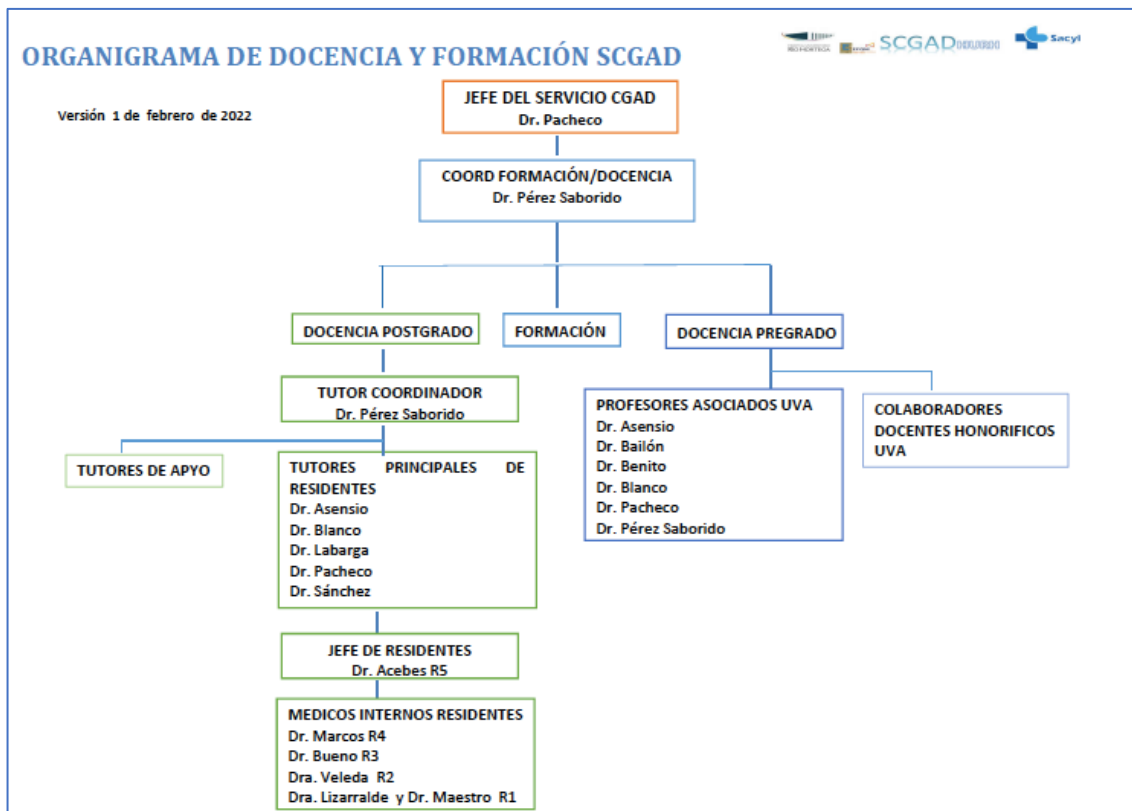 ORGANIGRAMA DE DOCENCIA Y FORMACIÓN SCGAD
SCGAD
Sacyl
Versión 1 de febrero de 2022
JEFE DEL SERVICIO CGAD
Dr. Pacheco
COORD FORMACIÓN/DOCENCIA
Dr. Pérez Saborido
DOCENCIA POSTGRADO
FORMACIÓN
DOCENCIA PREGRADO
TUTOR COORDINADOR
Dr. Pérez Saborido
TUTORES DE APYO
TUTORES PRINCIPALES DE
RESIDENTES
Dr. Asensio
Dr. Blanco
Dr. Labarga
Dr. Pacheco
Dr. Sánchez
PROFESORES ASOCIADOS UVA
Dr. Asensio
Dr. Bailón
Dr. Benito
Dr. Blanco
Dr. Pacheco
Dr. Pérez Saborido
COLABORADORES
DOCENTES HONORIFICOS
UVA
JEFE DE RESIDENTES
Dr. Acebes R5
MEDICOS INTERNOS RESIDENTES
Dr. Marcos R4
Dr. Bueno R3
Dra. Veleda R2
Dra. Lizarralde y Dr. Maestro R1